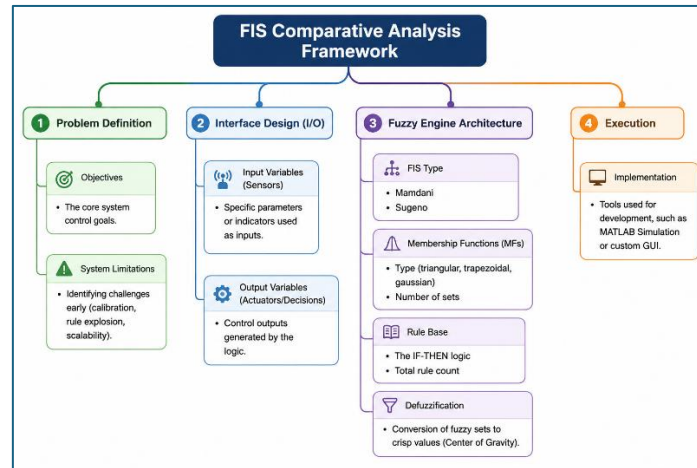 FIS Comparative Analysis
Framework
1 Problem Definition
Objectives
• The core system
control goals.
System Limitations
• Identifying challenges
early (calibration,
rule explosion,
scalability).
2 Interface Design (I/O)
Input Variables
(Sensors)
• Specific parameters
or indicators used
as inputs.
Output Variables
(Actuators/Decisions)
• Control outputs
generated by the
logic.
3 Fuzzy Engine Architecture
FIS Type
• Mamdani
• Sugeno
Membership Functions (MFs)
• Type (triangular, trapezoidal,
gaussian)
• Number of sets
Rule Base
• The IF-THEN logic
• Total rule count
Defuzzification
• Conversion of fuzzy sets to
crisp values (Center of Gravity).
4 Execution
Implementation
• Tools used for
development, such as
MATLAB Simulation
or custom GUI.